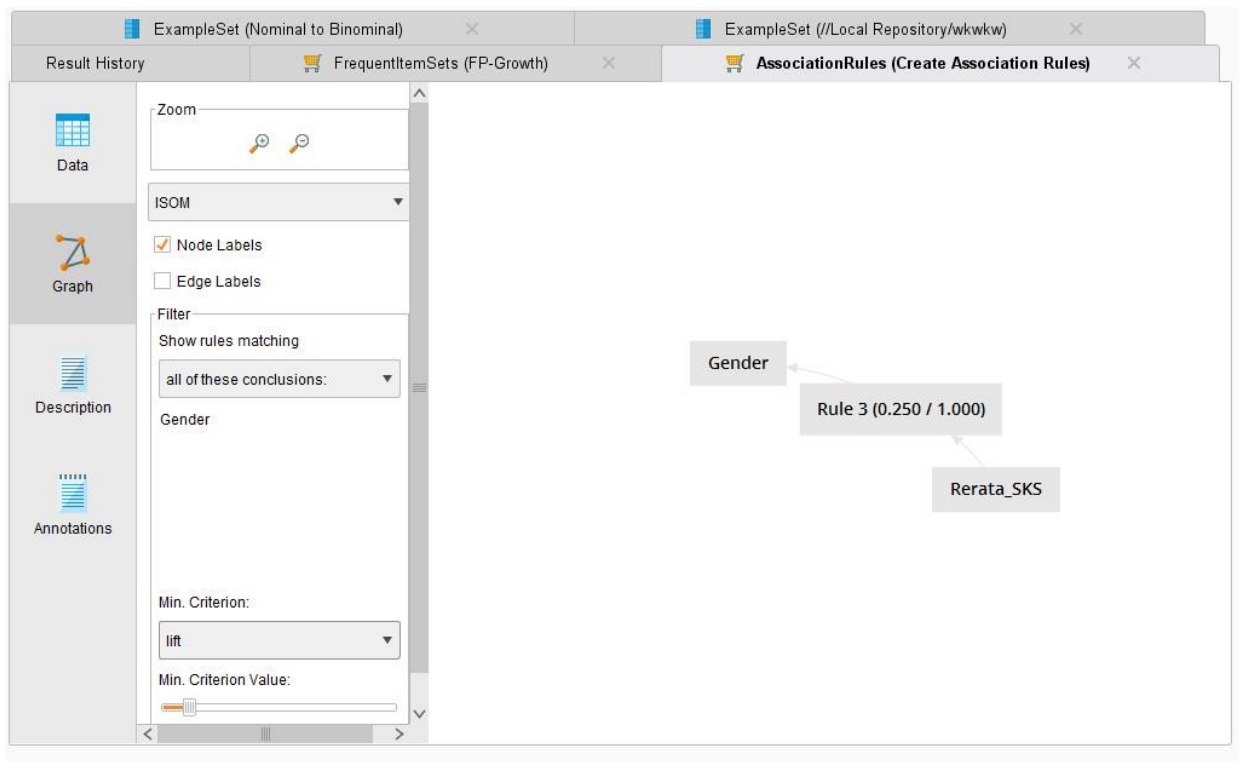 ExampleSet (Nominal to Binominal)
ExampleSet (//Local Repository/wkwkw)
Result History
FrequentItemSets (FP-Growth)
AssociationRules (Create Association Rules)
Data
Graph
Description
Annotations
Zoom
ISOM
Node Labels
Edge Labels
Filter
Show rules matching
all of these conclusions:
Gender
Min. Criterion:
lift
Min. Criterion Value:
Gender
Rule 3 (0.250 / 1.000)
Rerata_SKS